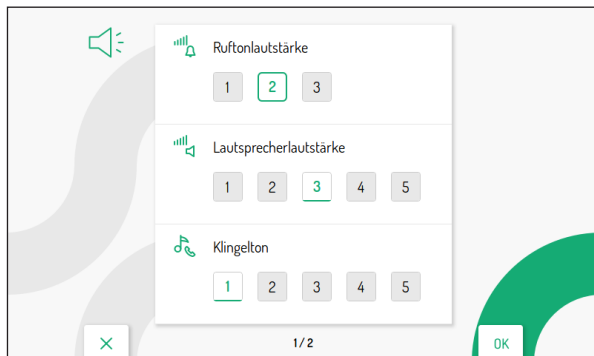 Ruftonlautstärke
1 2 3
Lautsprecherlautstärke
1 2 3 4 5
Klingelton
1 2 3 4 5
1 / 2
OK